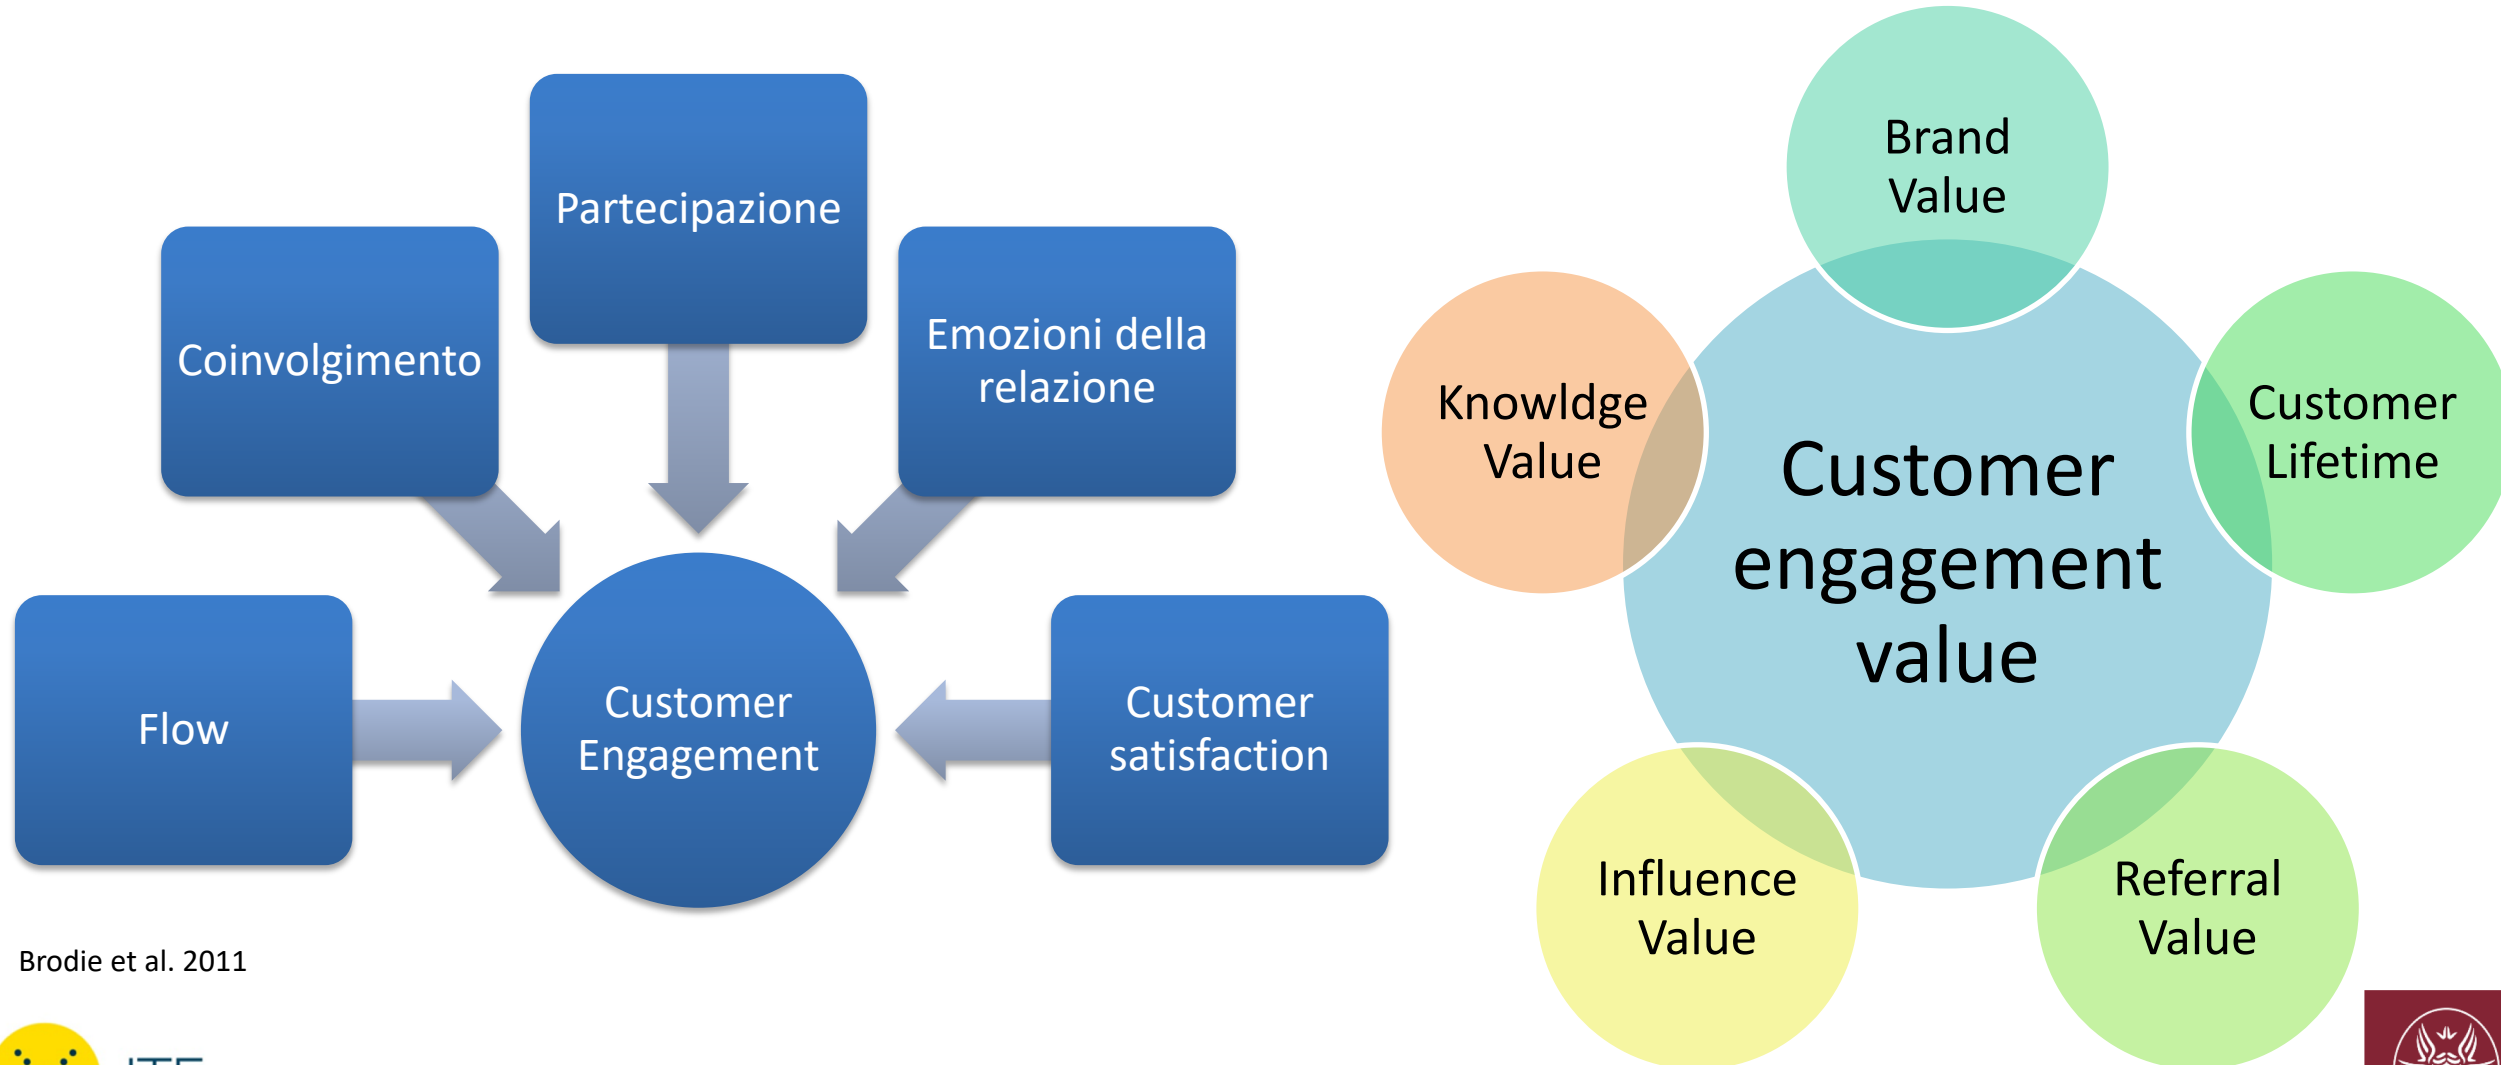 Partecipazione
Coinvolgimento
Emozioni della
relazione
Flow
Customer
Engagement
Customer
satisfaction
Brodie et al. 2011
Brand
Value
Knowldge
Value
Customer
Lifetime
Customer
engagement
value
Influence
Value
Referral
Value